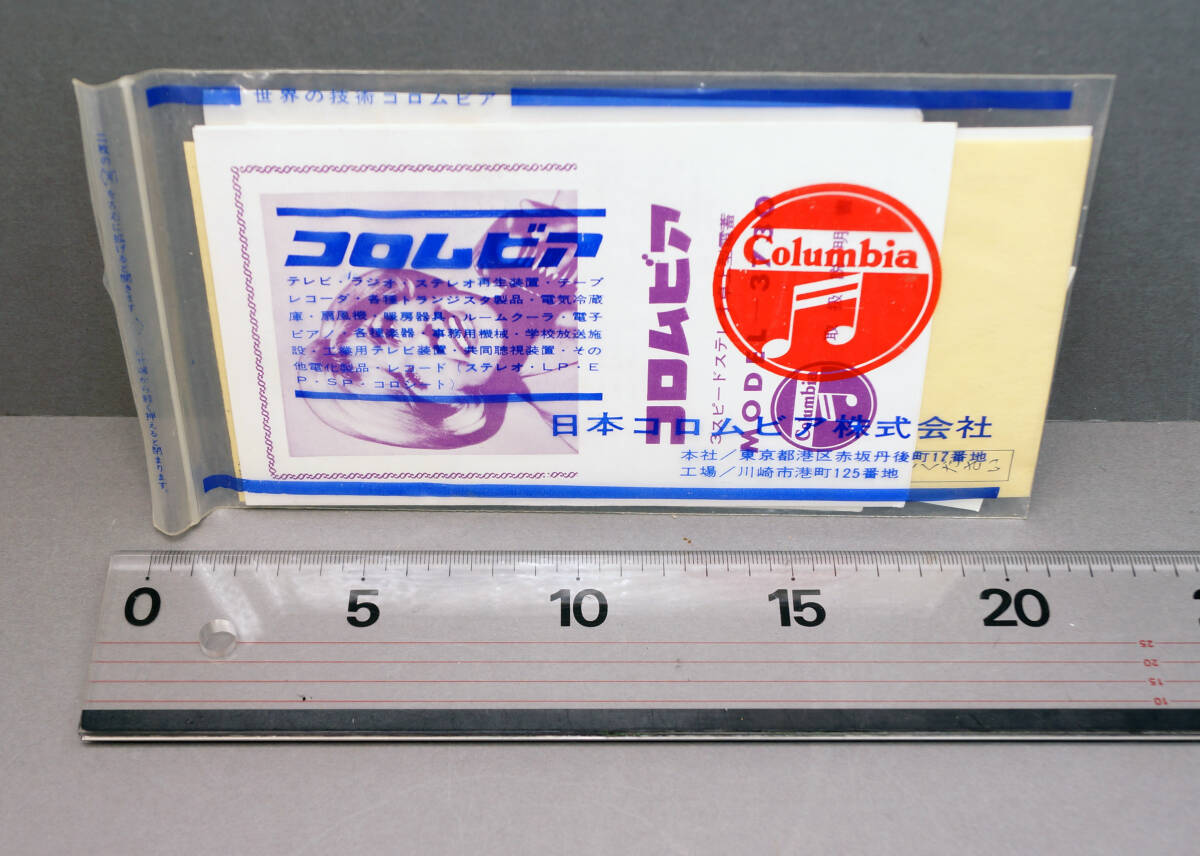 世界の技術コロムビア
コロムビア
テレビ・ラジオ・ステレオ再生装置・テープ
レコーダ・各種トランジスタ製品・電気冷蔵
庫・扇風機・暖房器具・ルームクーラ・電子
ピアノ・各種楽器・事務用機械・学校放送施
設・工業用テレビ装置・共同聴視装置・その
他電化製品・レコード(ステレオ・LP・E
P・SP・コロシート)
コロムビア
3スピードステレオ
MODEL
Columbia
Columbia
日本コロムビア株式会社
本社/東京都港区赤坂丹後町17番地
工場/川崎市港町125番地
0 5 10 15 20
25
20
15
10